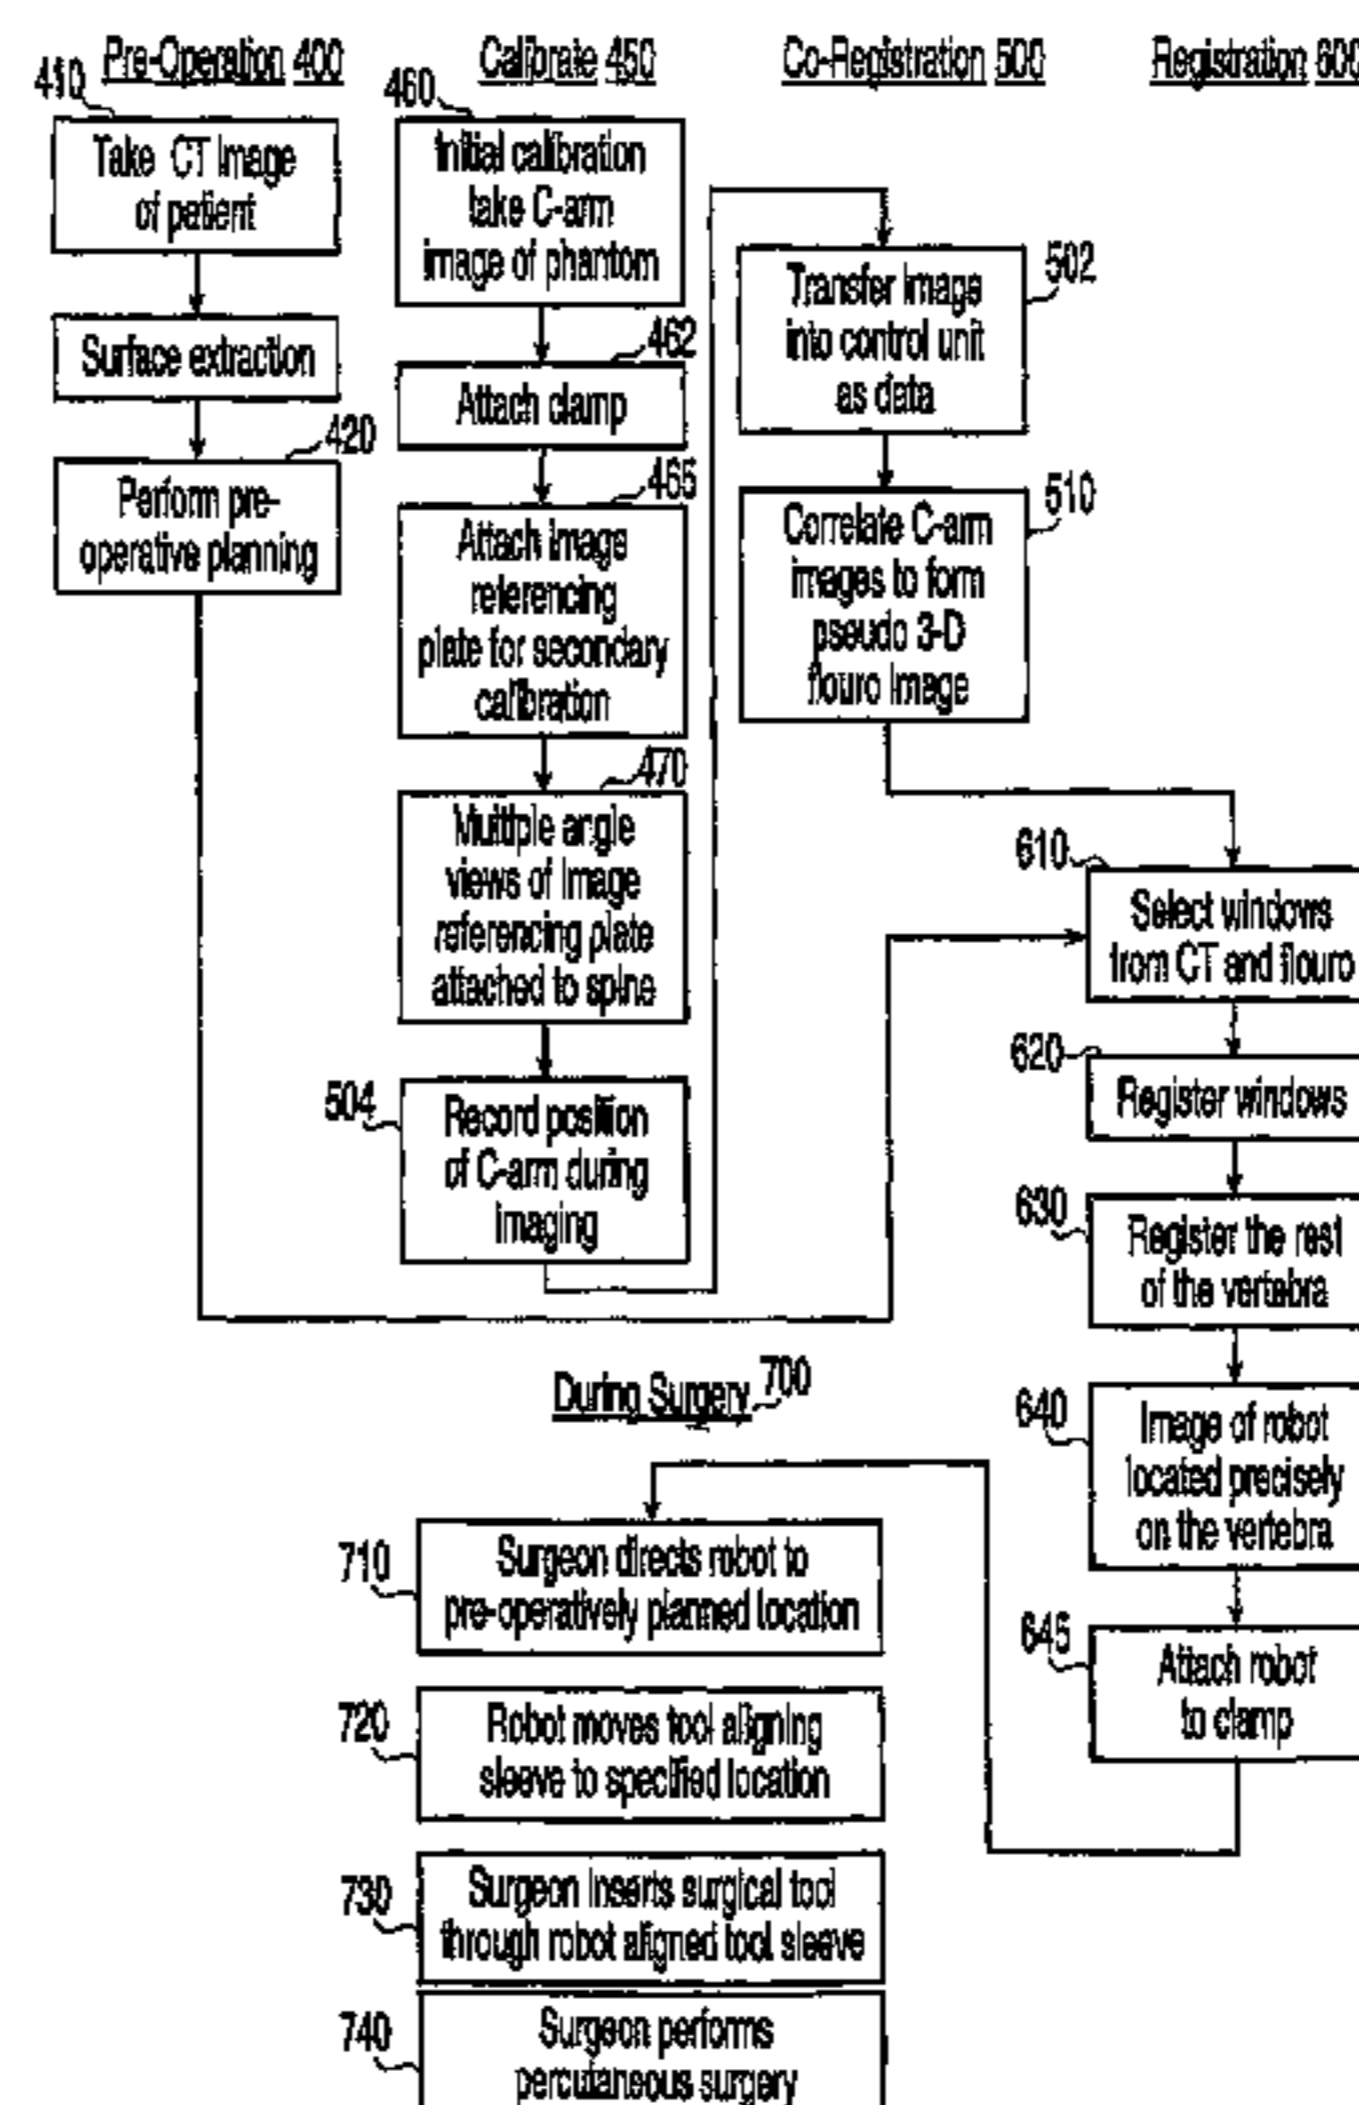 Pre-Operation 400
410
Take CT Image
of patient
Surface extraction
420
Perform pre-
operative planning
Calibrate 450
460
Initial calibration
take C-arm
image of phantom
462
Attach clamp
465
Attach image
referencing
plate for secondary
calibration
470
Multiple angle
views of image
referencing plate
attached to spine
504
Record position
of C-arm during
imaging
Co-Registration 500
502
Transfer image
into control unit
as data
510
Correlate C-arm
images to form
pseudo 3-D
flouro image
Registration 600
610
Select windows
from CT and flouro
620
Register windows
630
Register the rest
of the vertebra
640
Image of robot
located precisely
on the vertebra
645
Attach robot
to clamp
During Surgery 700
710
Surgeon directs robot to
pre-operatively planned location
720
Robot moves tool aligning
sleeve to specified location
730
Surgeon inserts surgical tool
through robot aligned tool sleeve
740
Surgeon performs
percutaneous surgery